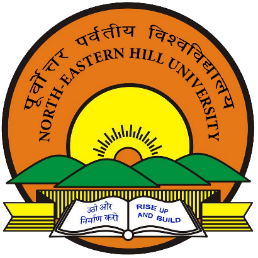 पूर्वोत्तर पर्वतीय विश्वविद्यालय
NORTH-EASTERN HILL UNIVERSITY
उठो और
निर्माण करो
RISE UP
AND BUILD